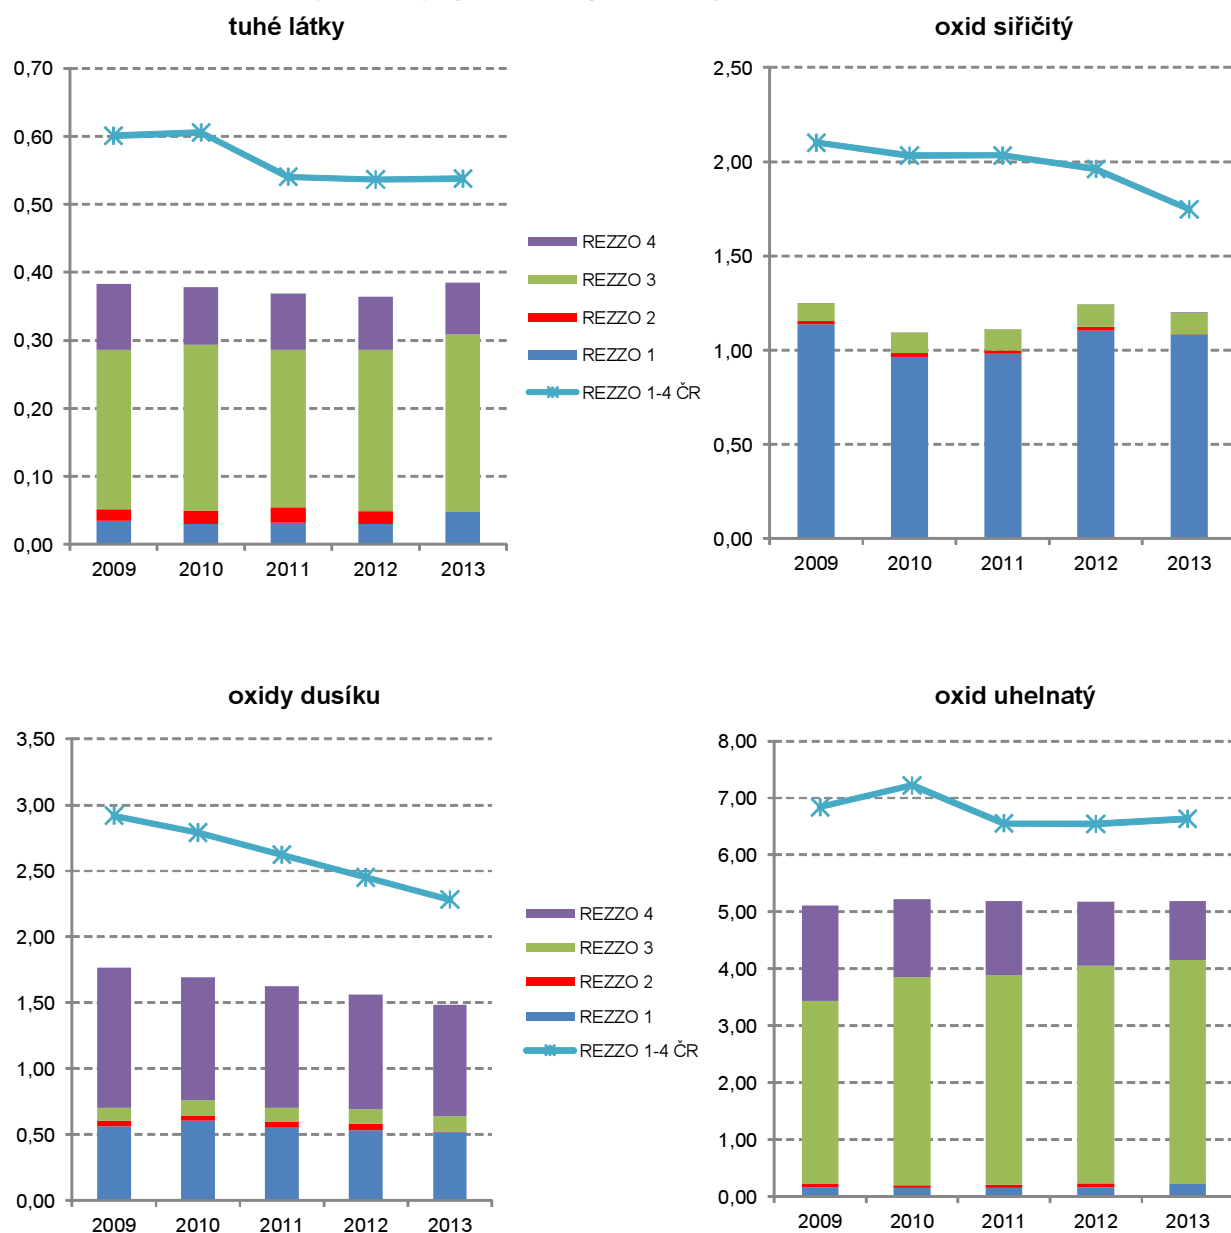 tuhé látky
0,70
0,60
0,50
0,40
0,30
0,20
0,10
0,00
2009 2010 2011 2012 2013
REZZO 4
REZZO 3
REZZO 2
REZZO 1
REZZO 1-4 ČR
oxid siřičitý
2,50
2,00
1,50
1,00
0,50
0,00
2009 2010 2011 2012 2013
oxidy dusíku
3,50
3,00
2,50
2,00
1,50
1,00
0,50
0,00
2009 2010 2011 2012 2013
REZZO 4
REZZO 3
REZZO 2
REZZO 1
REZZO 1-4 ČR
oxid uhelnatý
8,00
7,00
6,00
5,00
4,00
3,00
2,00
1,00
0,00
2009 2010 2011 2012 2013